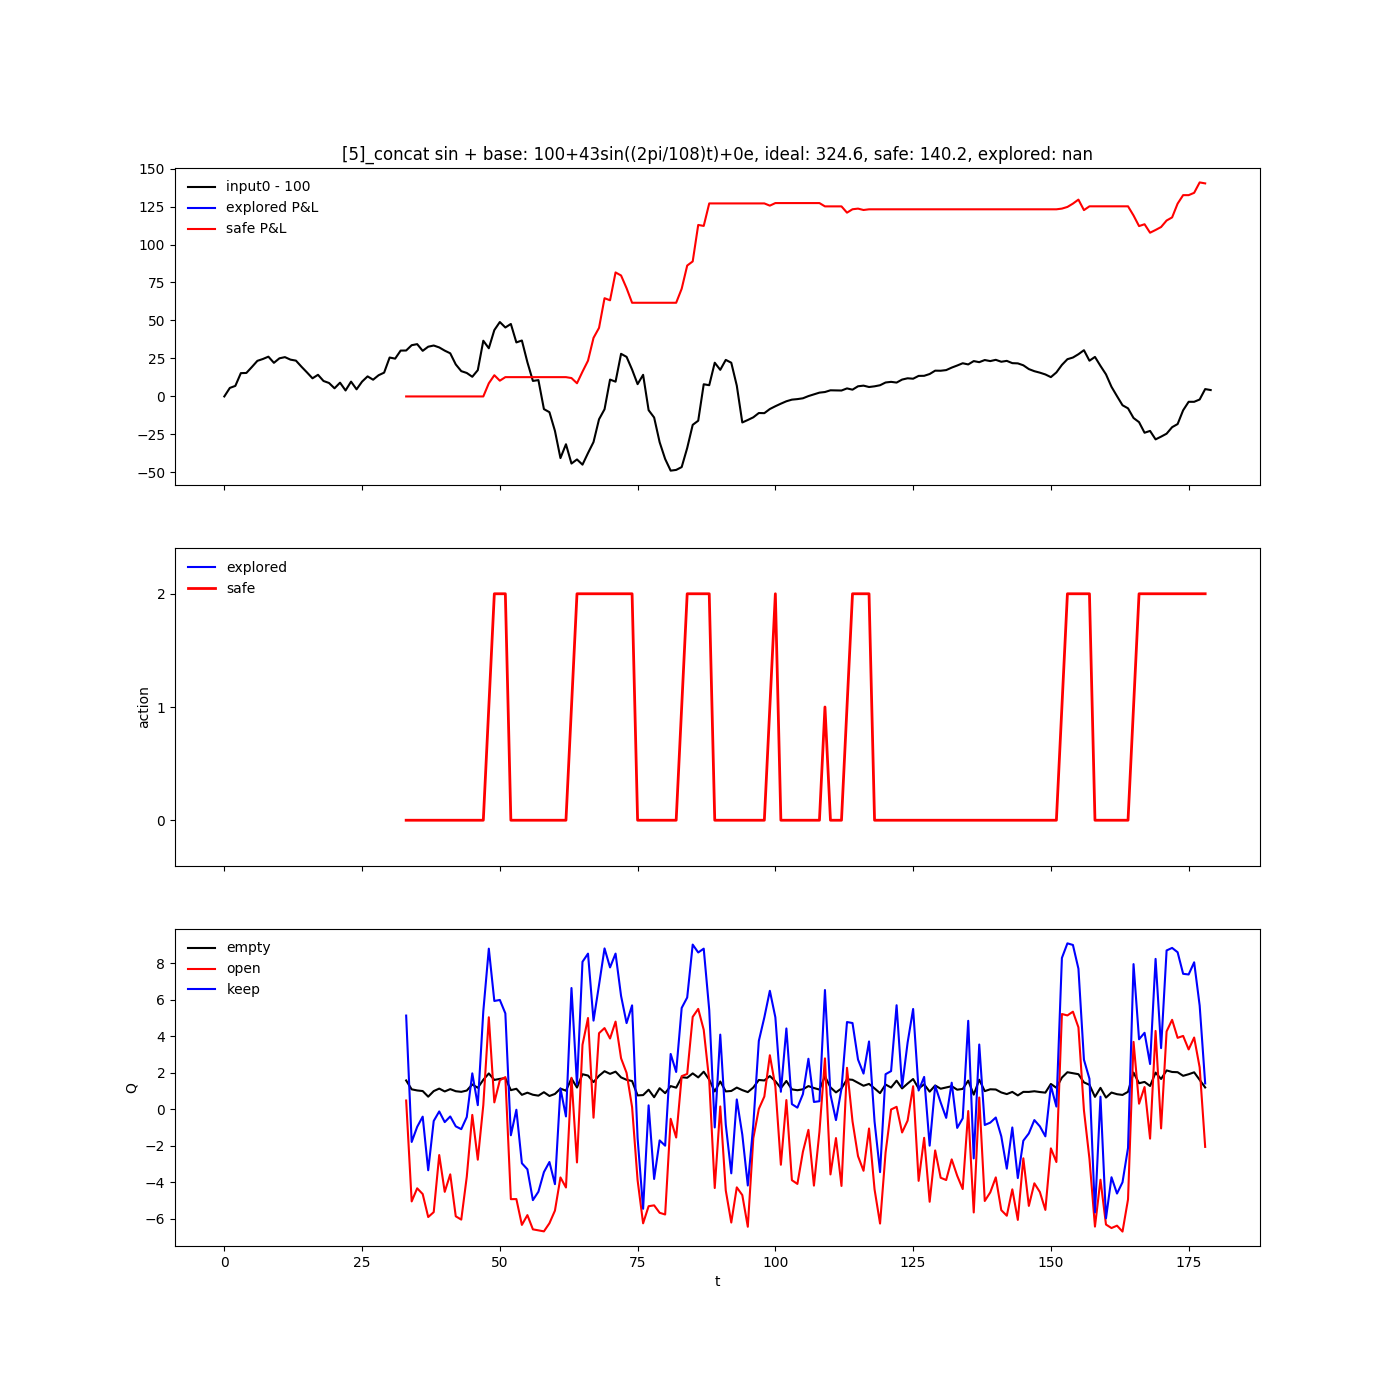 [5]_concat sin + base: 100+43sin((2pi/108)t)+0e, ideal: 324.6, safe: 140.2, explored: nan
150
125
100
75
50
25
0
−25
−50
input0 - 100
explored P&L
safe P&L
2
1
0
action
explored
safe
8
6
4
2
0
−2
−4
−6
Q
empty
open
keep
0 25 50 75 100 125 150 175
t